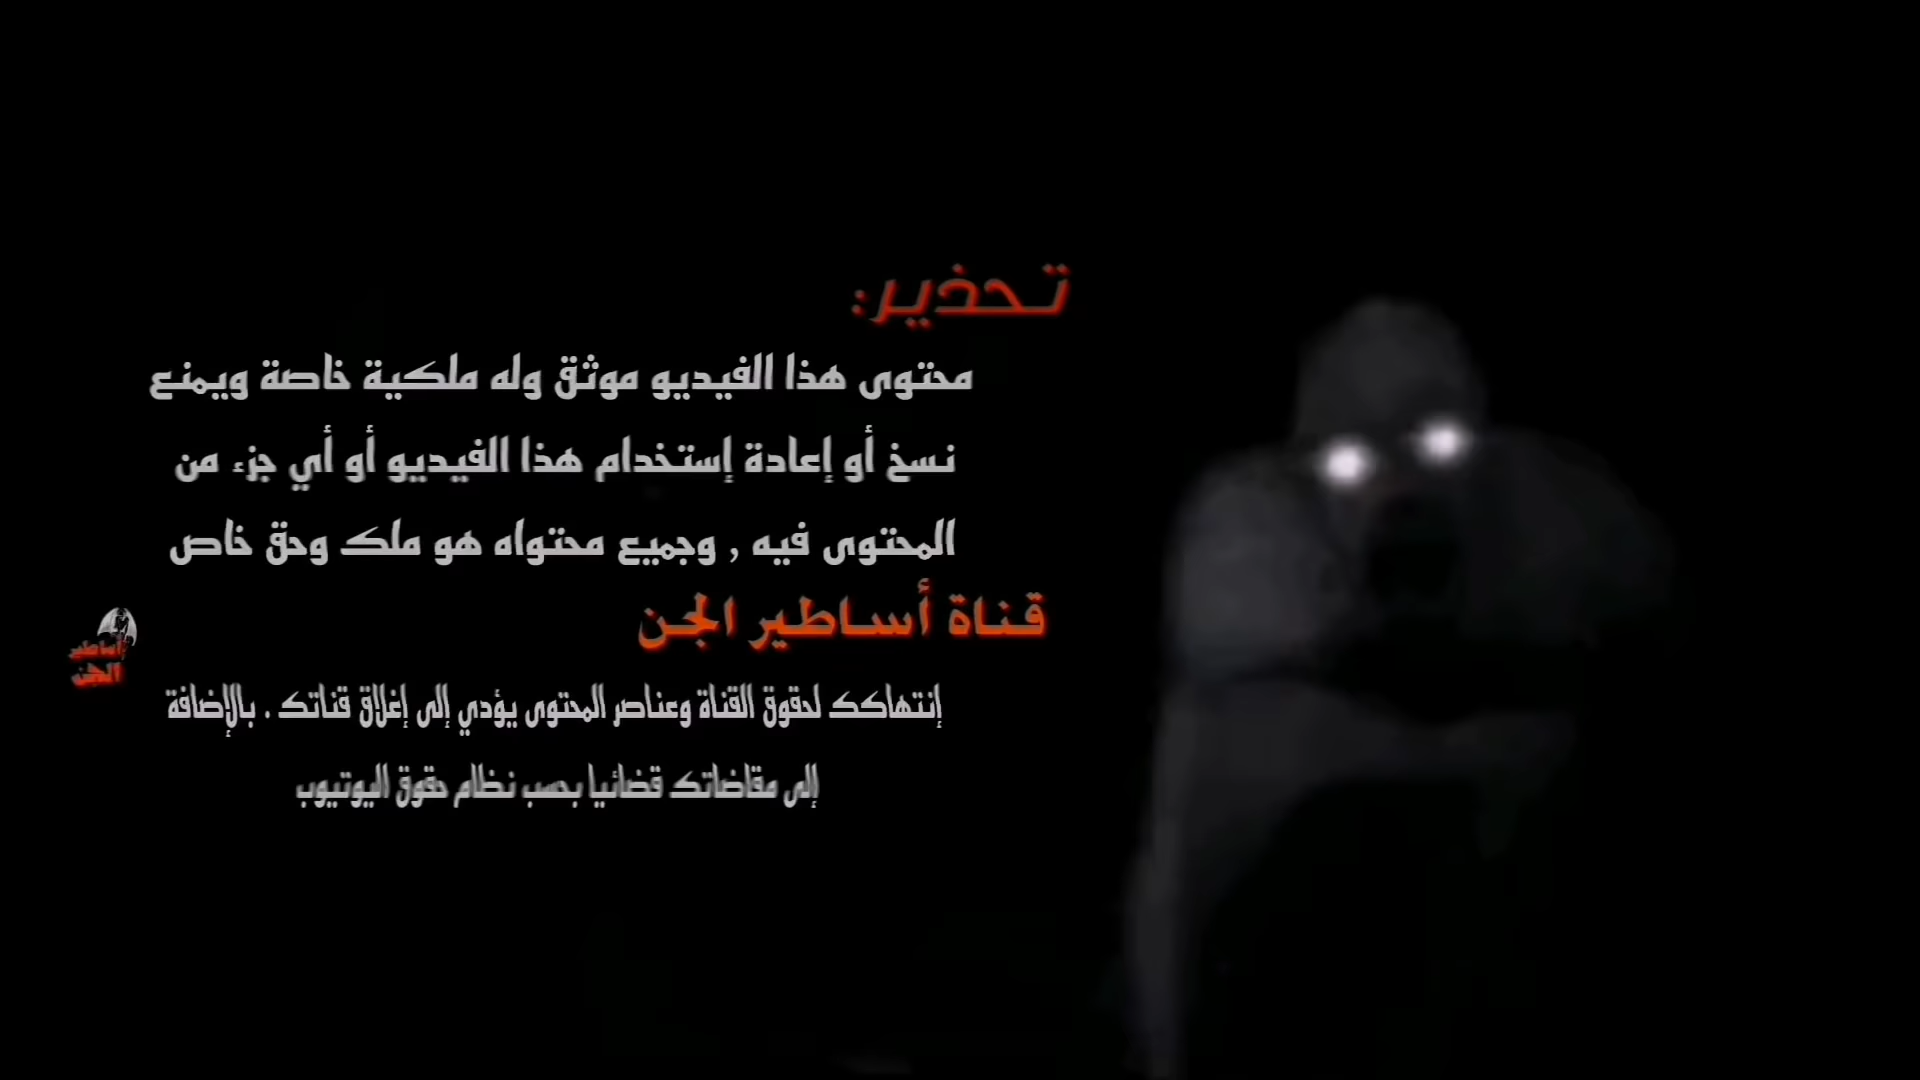 تحذير:
محتوى هذا الفيديو موثق وله ملكية خاصة ويمنع
نسخ أو إعادة إستخدام هذا الفيديو أو أي جزء من
المحتوى فيه , وجميع محتواه هو ملك وحق خاص
قناة أساطير الجن
إنتهاكك لحقوق القناة وعناصر المحتوى يؤدي إلى إغلاق قناتك . بالإضافة
إلى مقاضاتك قضائيا بحسب نظام حقوق اليوتيوب
أساطير
الجن